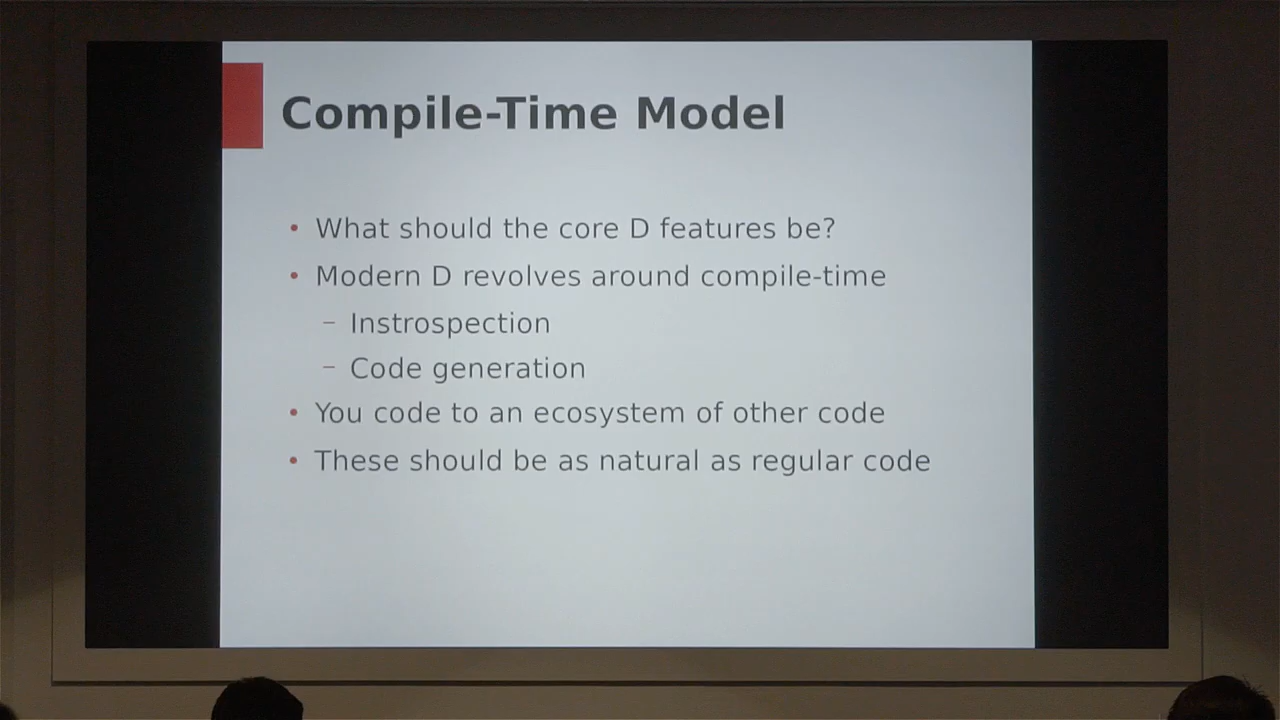 Compile-Time Model
• What should the core D features be?
• Modern D revolves around compile-time
– Instrospection
– Code generation
• You code to an ecosystem of other code
• These should be as natural as regular code